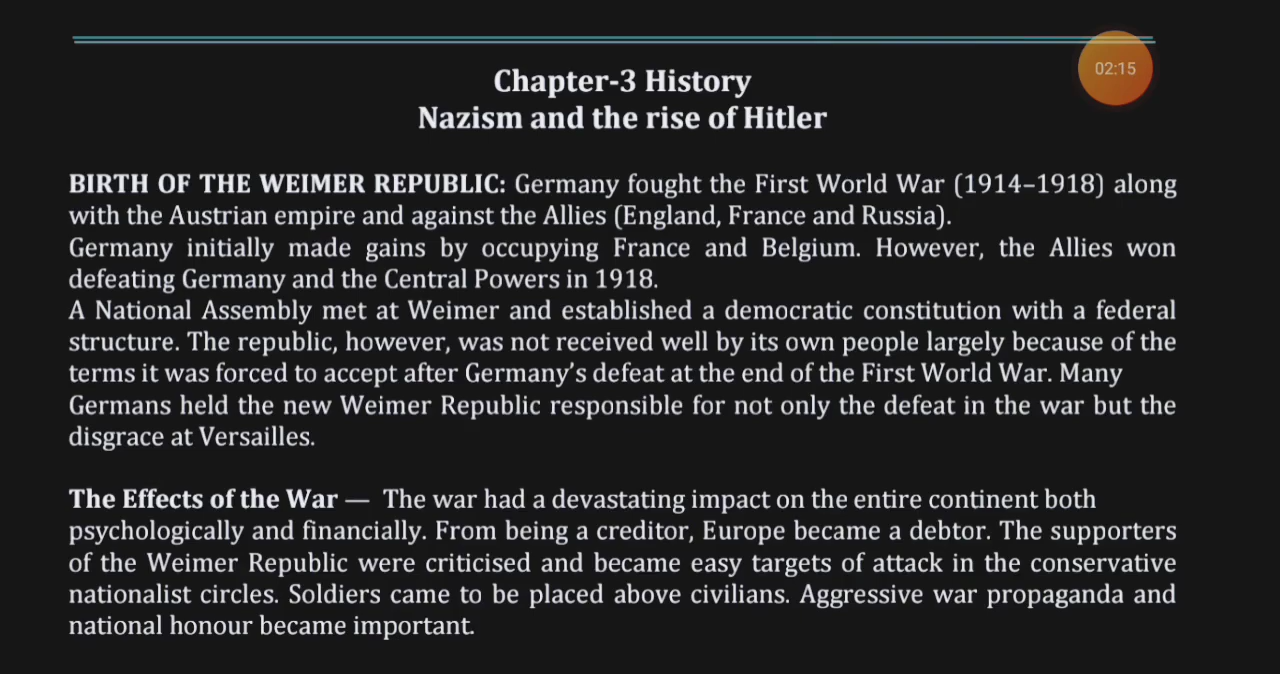 02:15
Chapter-3 History
Nazism and the rise of Hitler
BIRTH OF THE WEIMER REPUBLIC: Germany fought the First World War (1914–1918) along
with the Austrian empire and against the Allies (England, France and Russia).
Germany initially made gains by occupying France and Belgium. However, the Allies won
defeating Germany and the Central Powers in 1918.
A National Assembly met at Weimer and established a democratic constitution with a federal
structure. The republic, however, was not received well by its own people largely because of the
terms it was forced to accept after Germany’s defeat at the end of the First World War. Many
Germans held the new Weimer Republic responsible for not only the defeat in the war but the
disgrace at Versailles.
The Effects of the War — The war had a devastating impact on the entire continent both
psychologically and financially. From being a creditor, Europe became a debtor. The supporters
of the Weimer Republic were criticised and became easy targets of attack in the conservative
nationalist circles. Soldiers came to be placed above civilians. Aggressive war propaganda and
national honour became important.